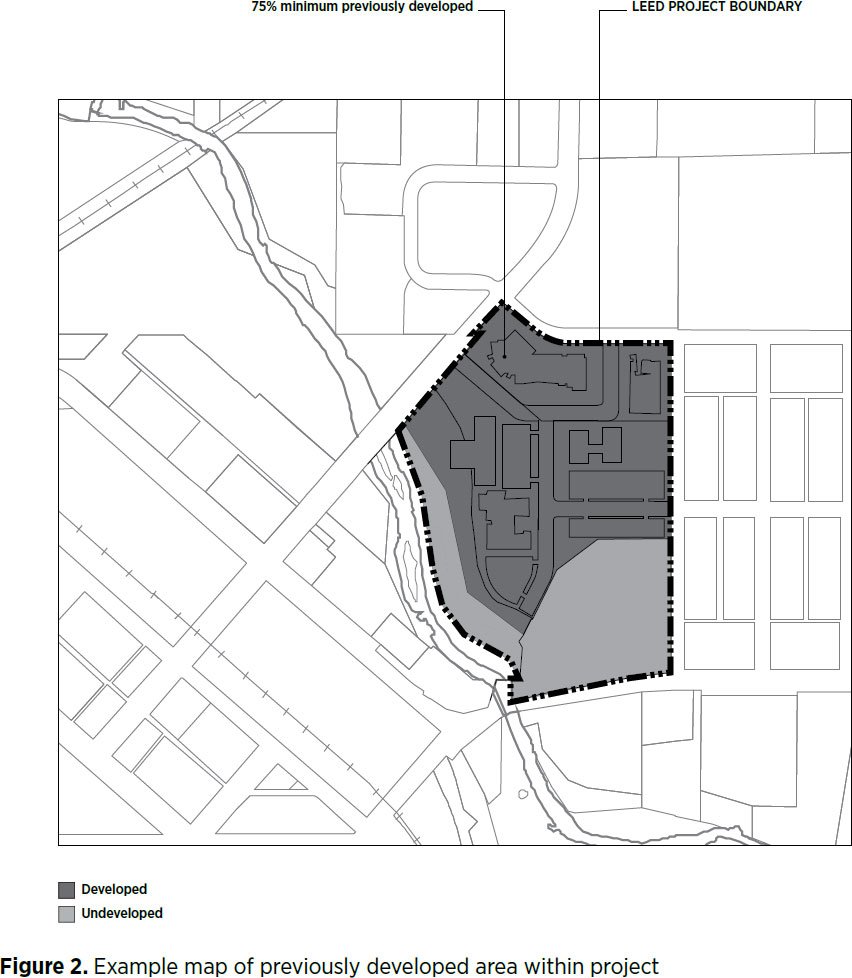 75% minimum previously developed
LEED PROJECT BOUNDARY
Developed
Undeveloped
Figure 2. Example map of previously developed area within project